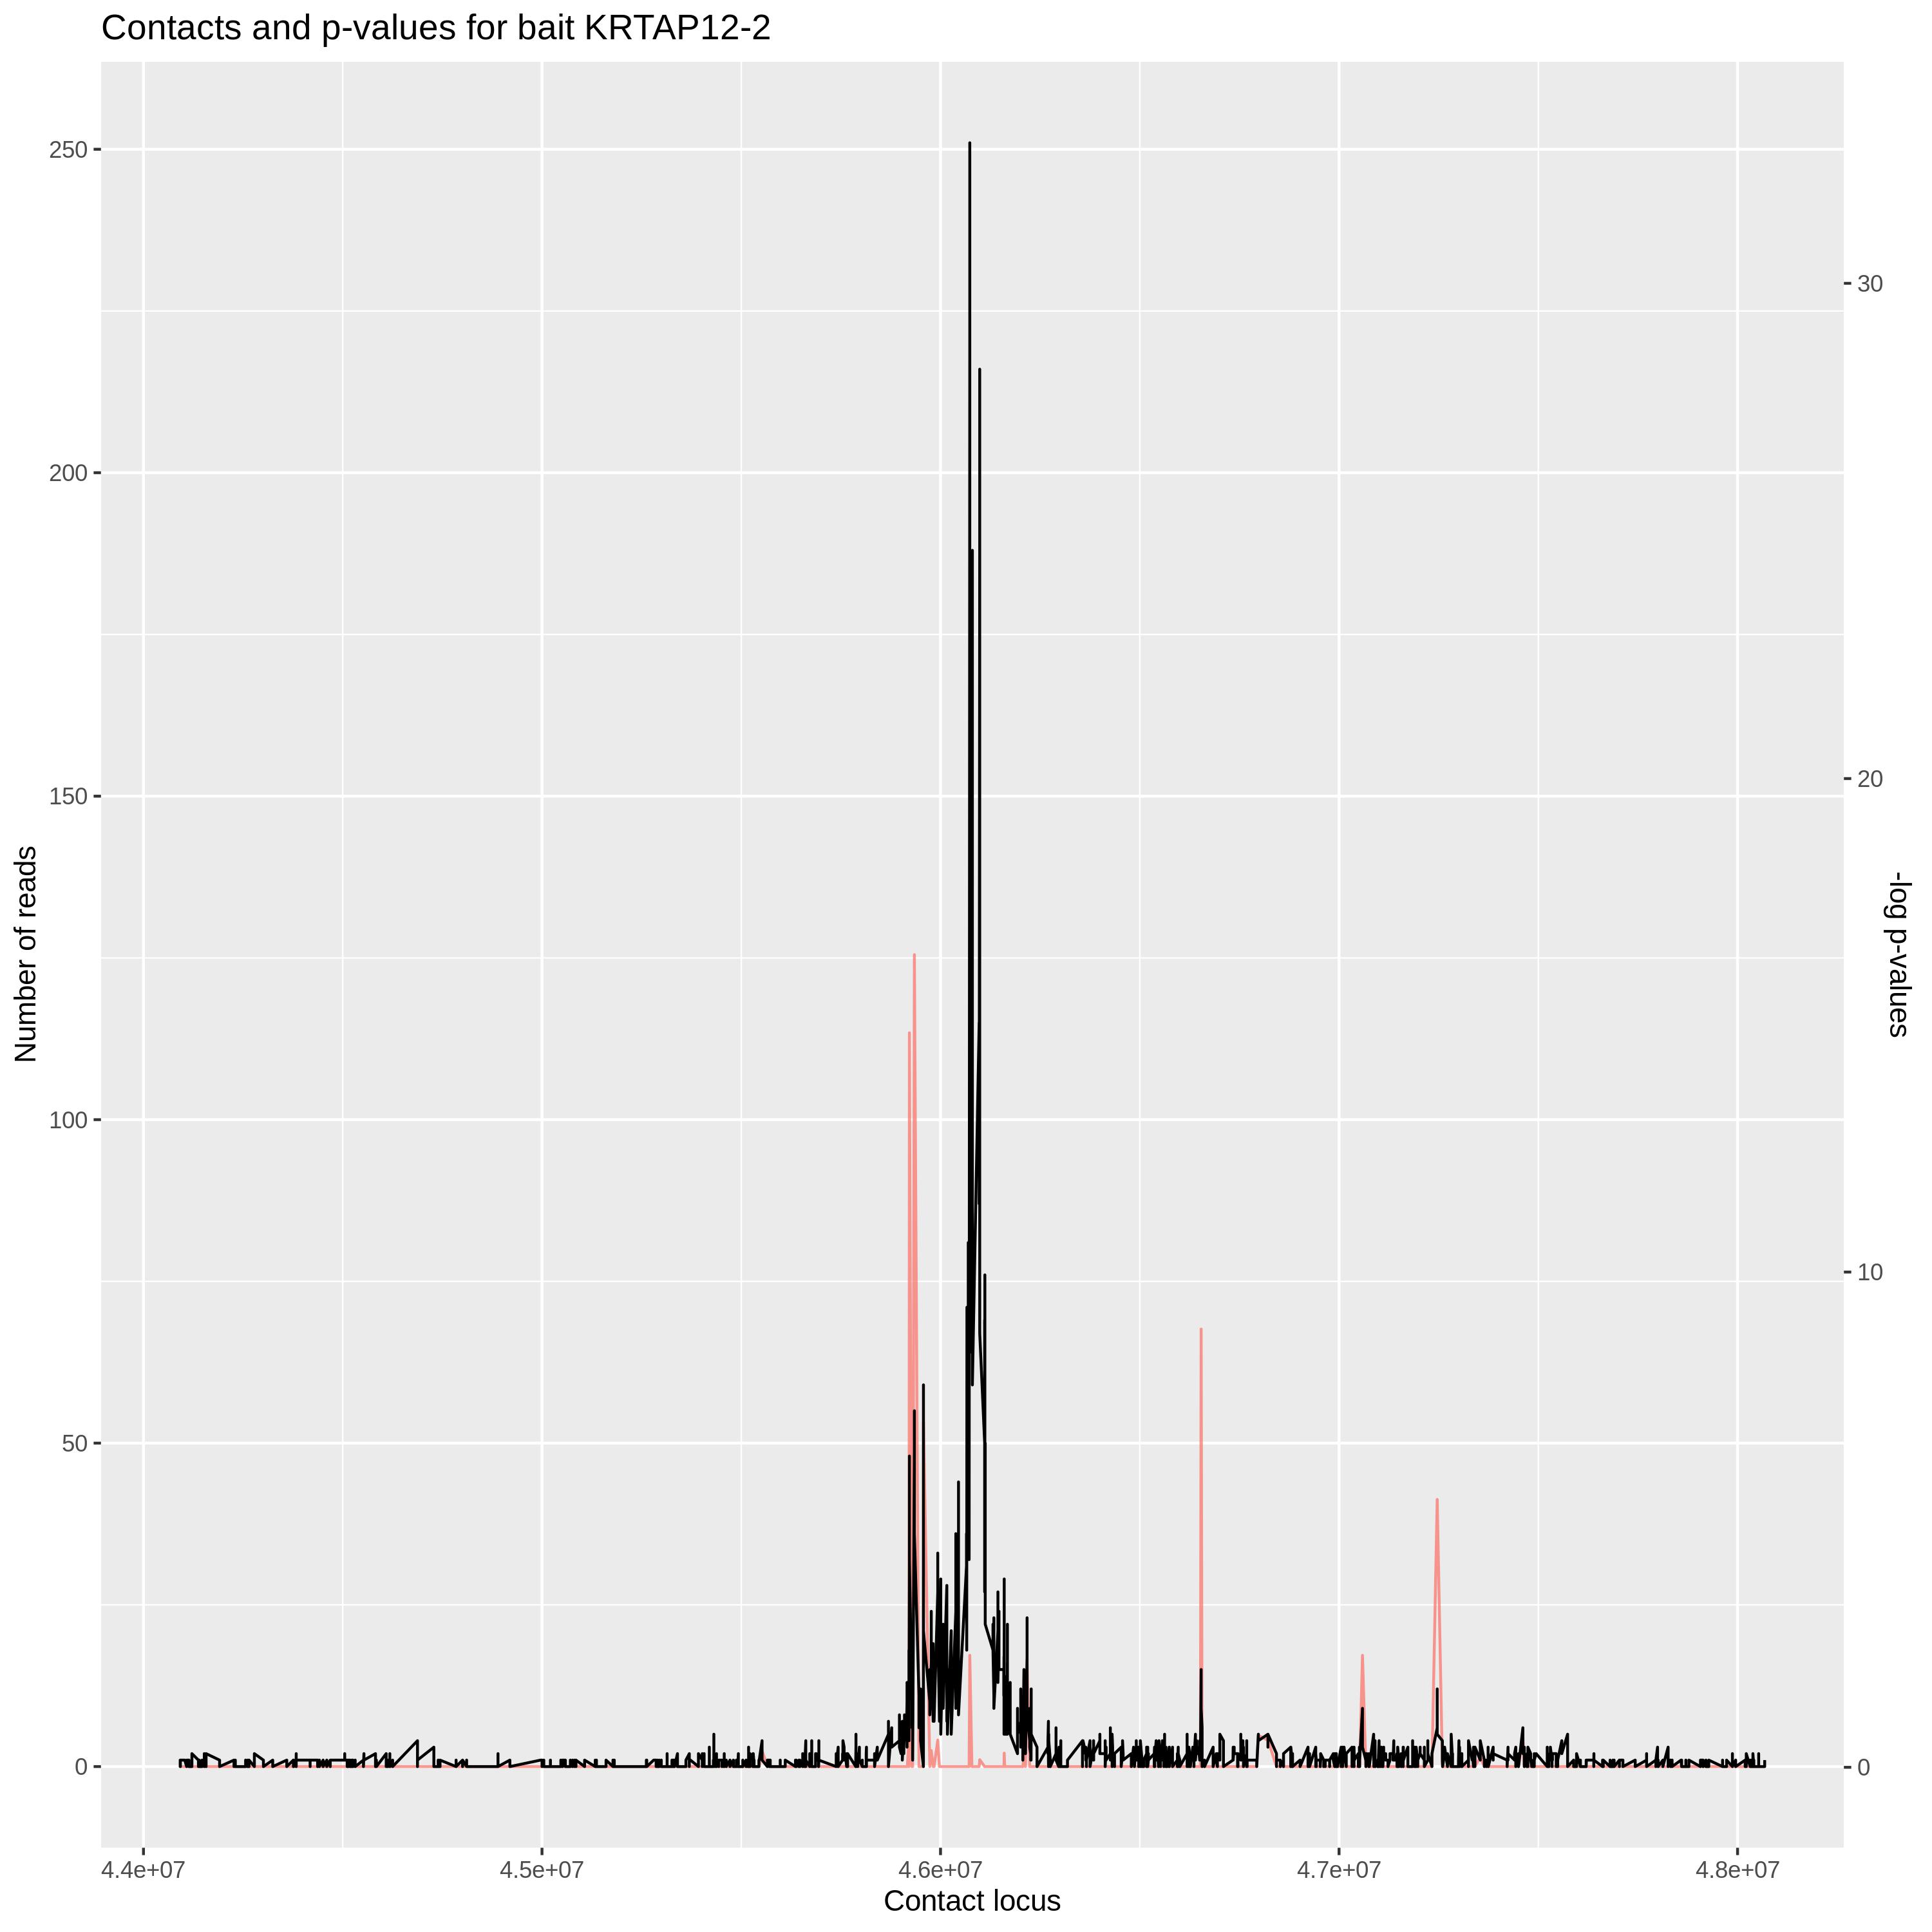 Contacts and p-values for bait KRTAP12-2
250
200
150
100
50
0
Number of reads
30
20
10
0
-log p-values
4.4e+07 4.5e+07 4.6e+07 4.7e+07 4.8e+07
Contact locus